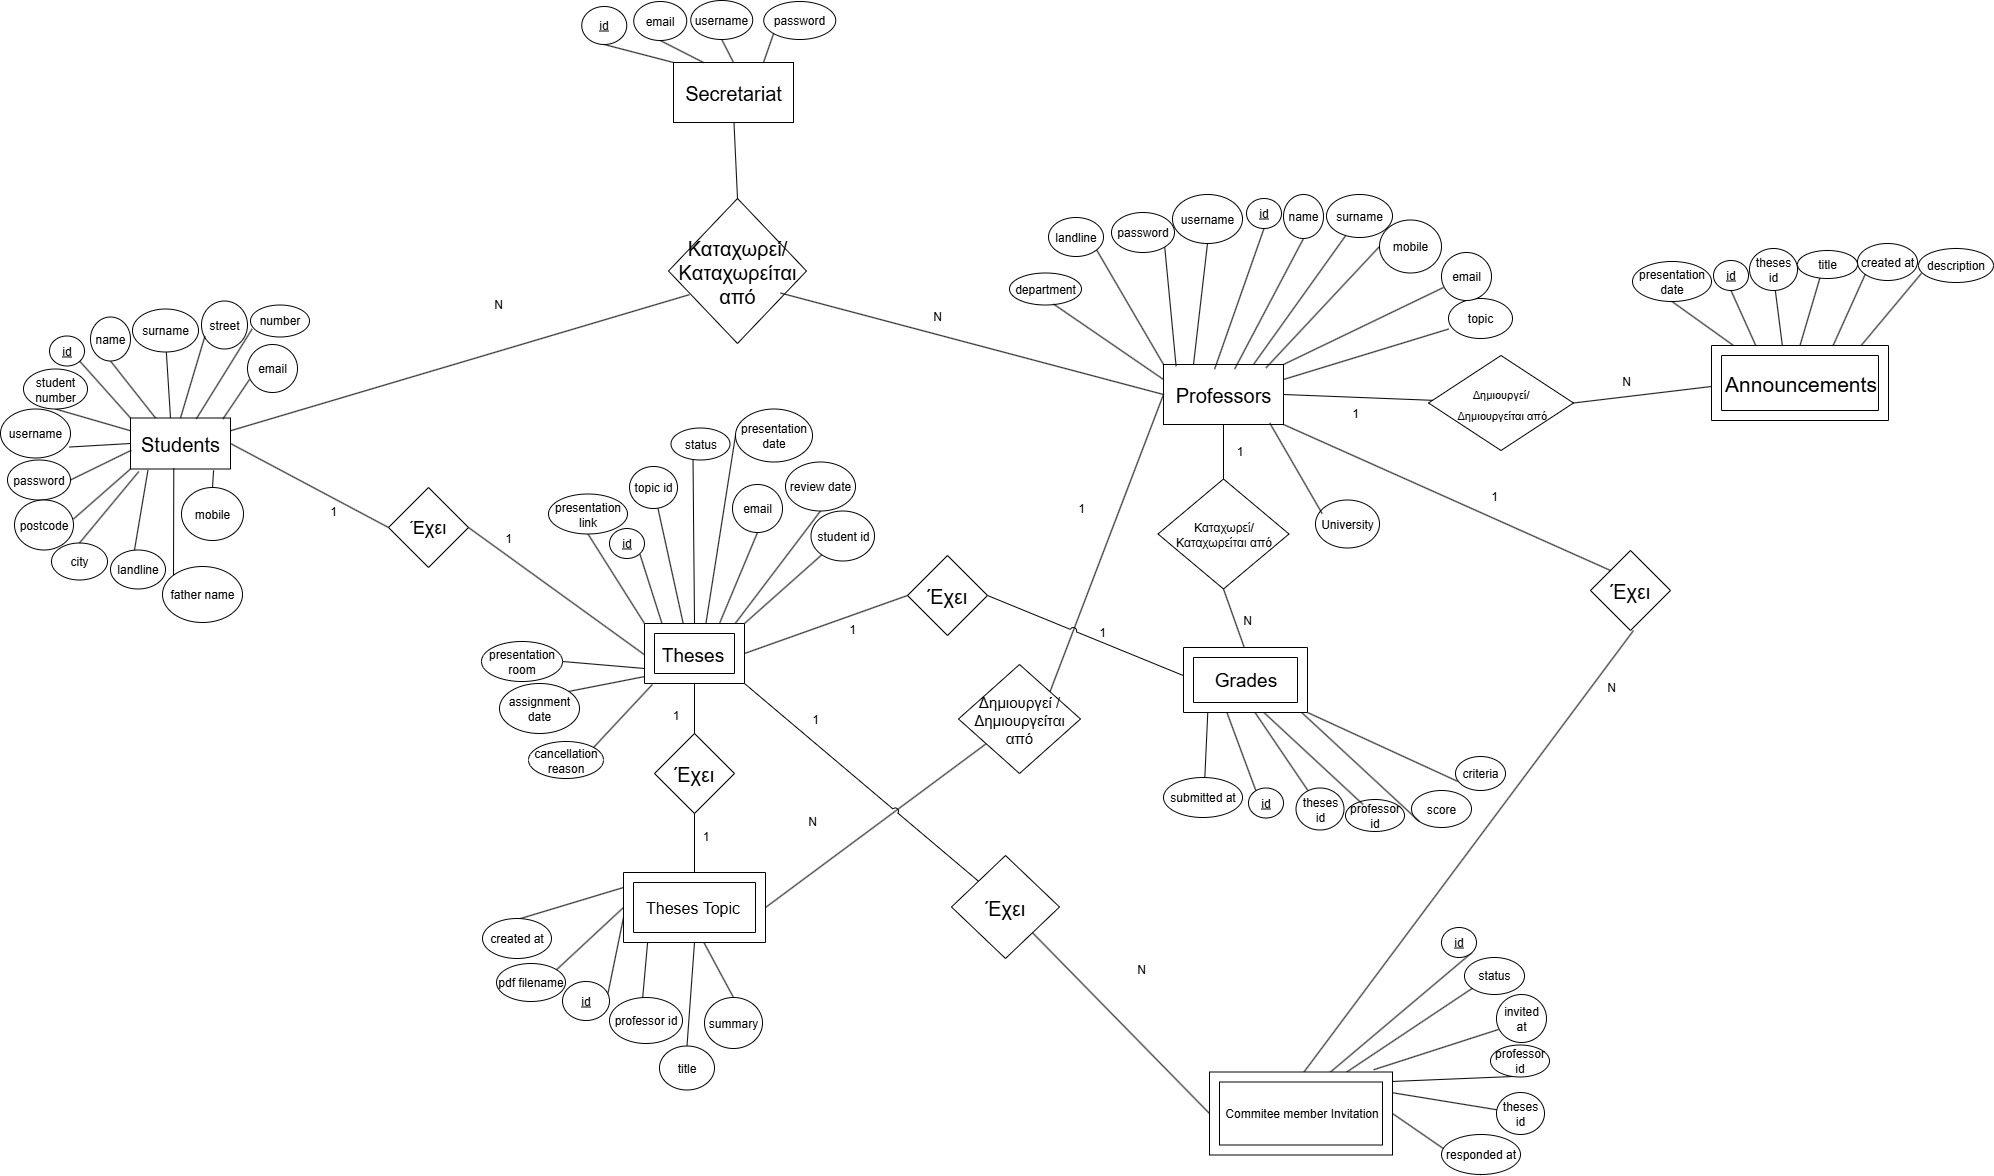 id
email
username
password
Secretariat
Καταχωρεί/
Καταχωρείται
από
N
N
landline
password
username
id
name
surname
mobile
email
topic
department
Professors
University
presentation
date
id
theses
id
title
created at
description
Announcements
Δημιουργεί/
Δημιουργείται από
1
N
id
name
surname
street
number
email
student
number
username
password
postcode
city
landline
father name
mobile
Students
1
Έχει
1
presentation
link
id
topic id
status
presentation
date
email
review date
student id
presentation
room
assignment
date
cancellation
reason
Theses
1
Έχει
1
1
Καταχωρεί/
Καταχωρείται από
N
1
Έχει
N
Grades
submitted at
id
theses
id
professor
id
score
criteria
1
Δημιουργεί /
Δημιουργείται
από
N
1
Έχει
1
Theses Topic
created at
pdf filename
id
professor id
title
summary
1
Έχει
N
id
status
invited
at
professor
id
theses
id
responded at
Commitee member Invitation